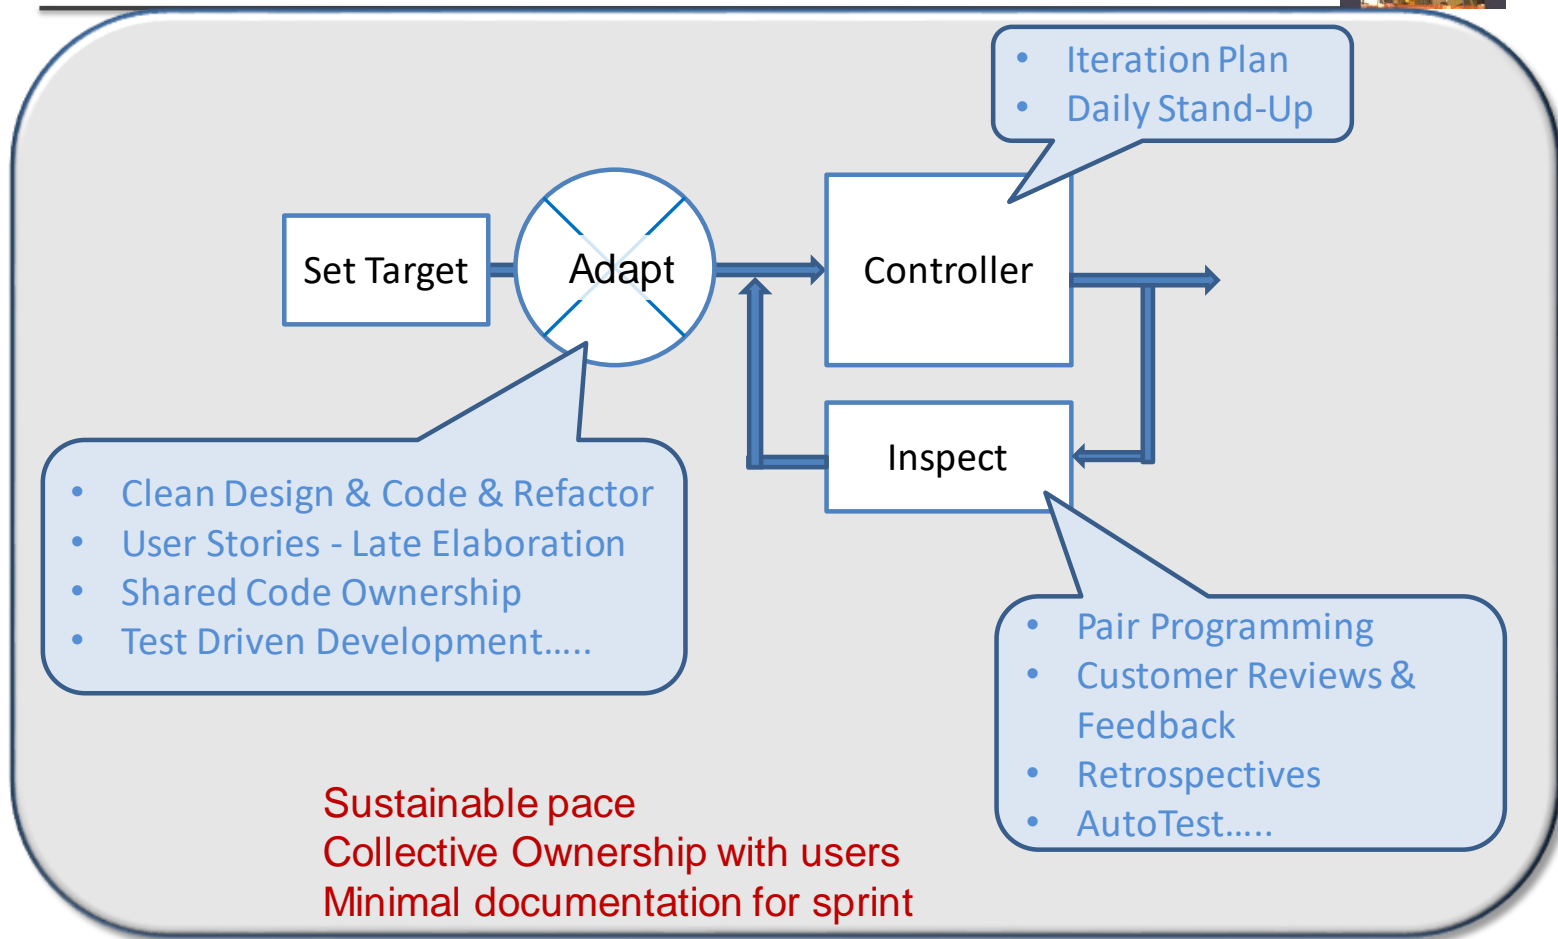 • Iteration Plan
• Daily Stand-Up
Set Target
Adapt
Controller
Inspect
• Clean Design & Code & Refactor
• User Stories - Late Elaboration
• Shared Code Ownership
• Test Driven Development…..
• Pair Programming
• Customer Reviews &
Feedback
• Retrospectives
• AutoTest…..
Sustainable pace
Collective Ownership with users
Minimal documentation for sprint